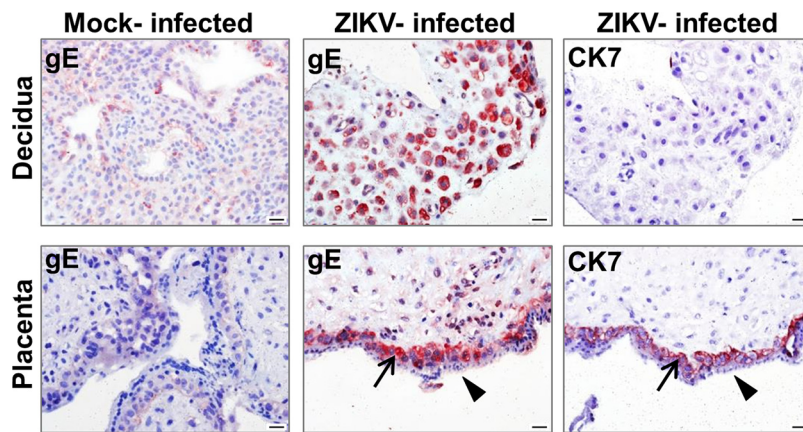 Mock- infected ZIKV- infected ZIKV- infected
Decidua
gE gE CK7
Placenta
gE gE CK7